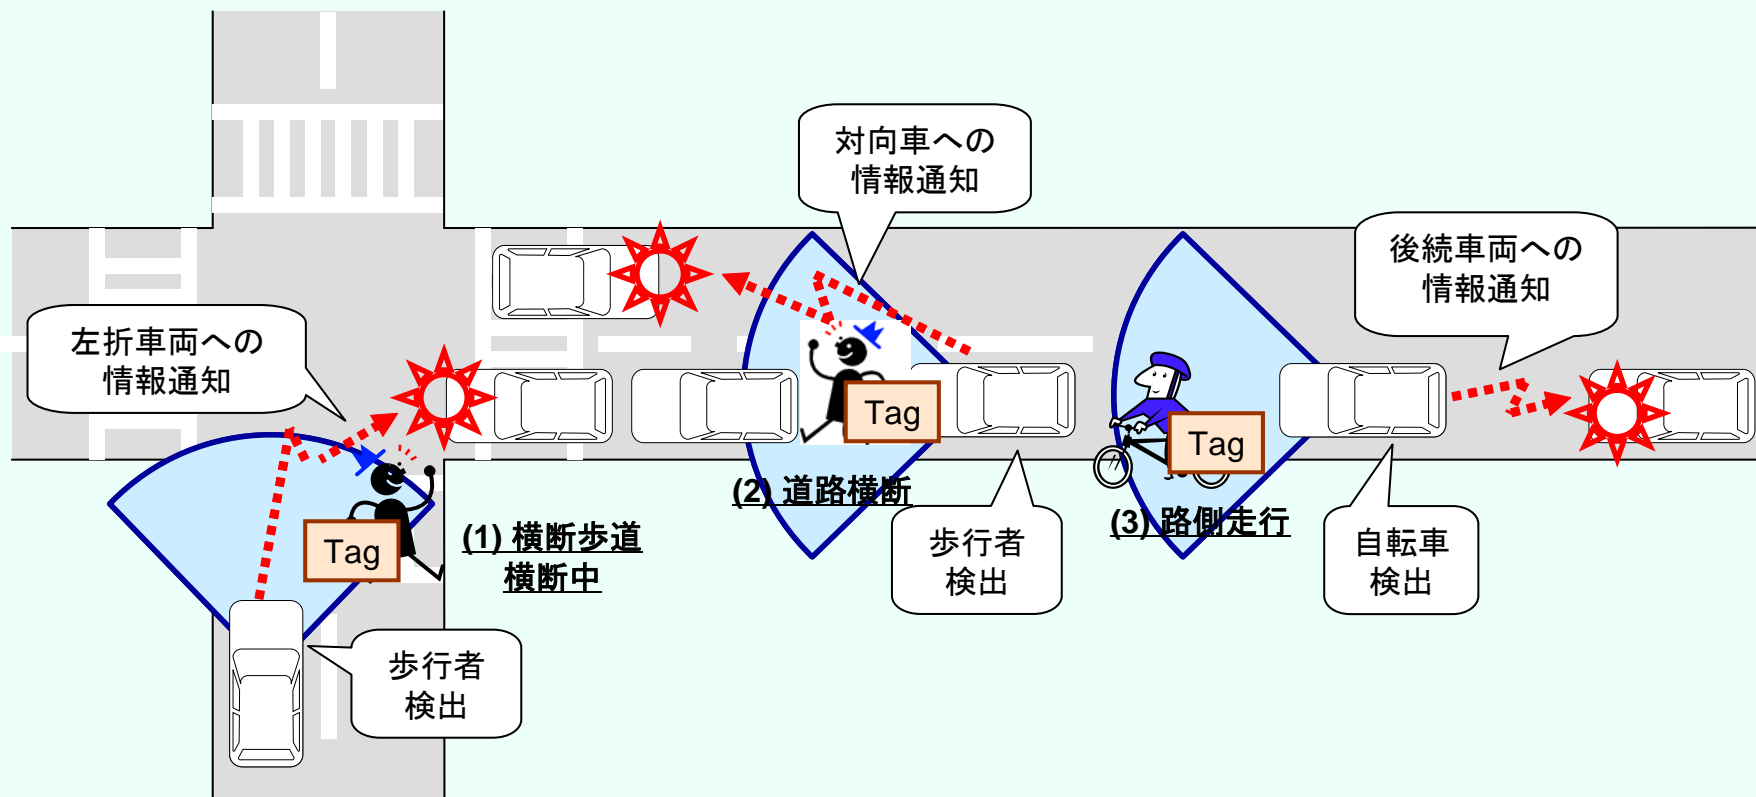 対向車への
情報通知
後続車両への
情報通知
左折車両への
情報通知
Tag
Tag
Tag
(1) 横断歩道
横断中
(2) 道路横断
(3) 路側走行
歩行者
検出
自転車
検出
歩行者
検出